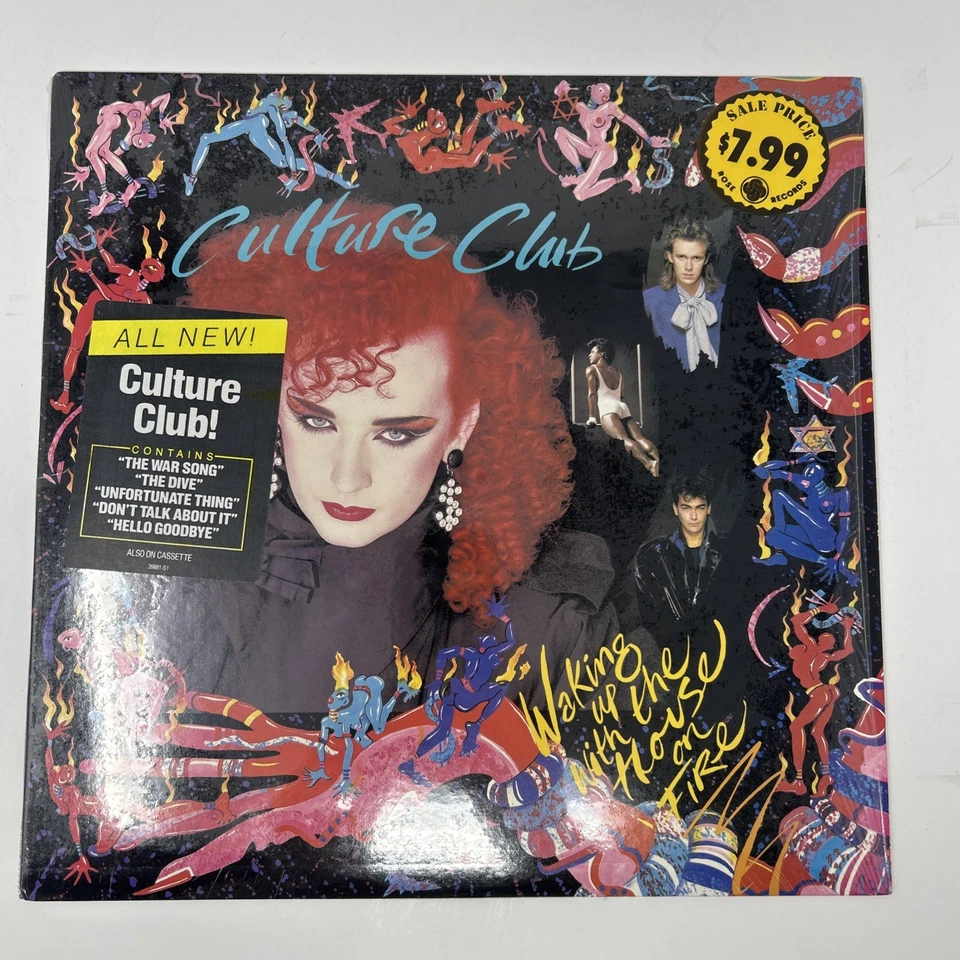 SALE PRICE
$7.99
ROSE RECORDS
Culture Club
ALL NEW!
Culture
Club!
CONTAINS
"THE WAR SONG"
"THE DIVE"
"UNFORTUNATE THING"
"DON'T TALK ABOUT IT"
"HELLO GOODBYE"
ALSO ON CASSETTE
39881-S1
Waking
up the
with House
on
FIRE